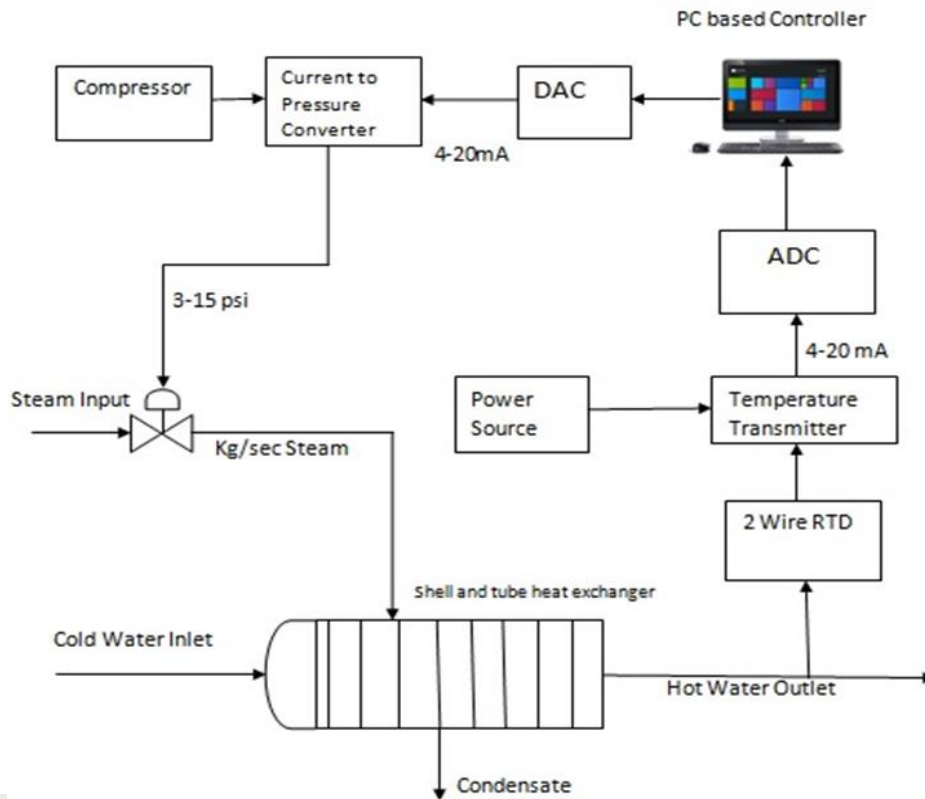 PC based Controller
Compressor
Current to
Pressure
Converter
DAC
4-20mA
ADC
3-15 psi
4-20 mA
Steam Input
Power
Source
Temperature
Transmitter
Kg/sec Steam
2 Wire RTD
Shell and tube heat exchanger
Cold Water Inlet
Hot Water Outlet
Condensate